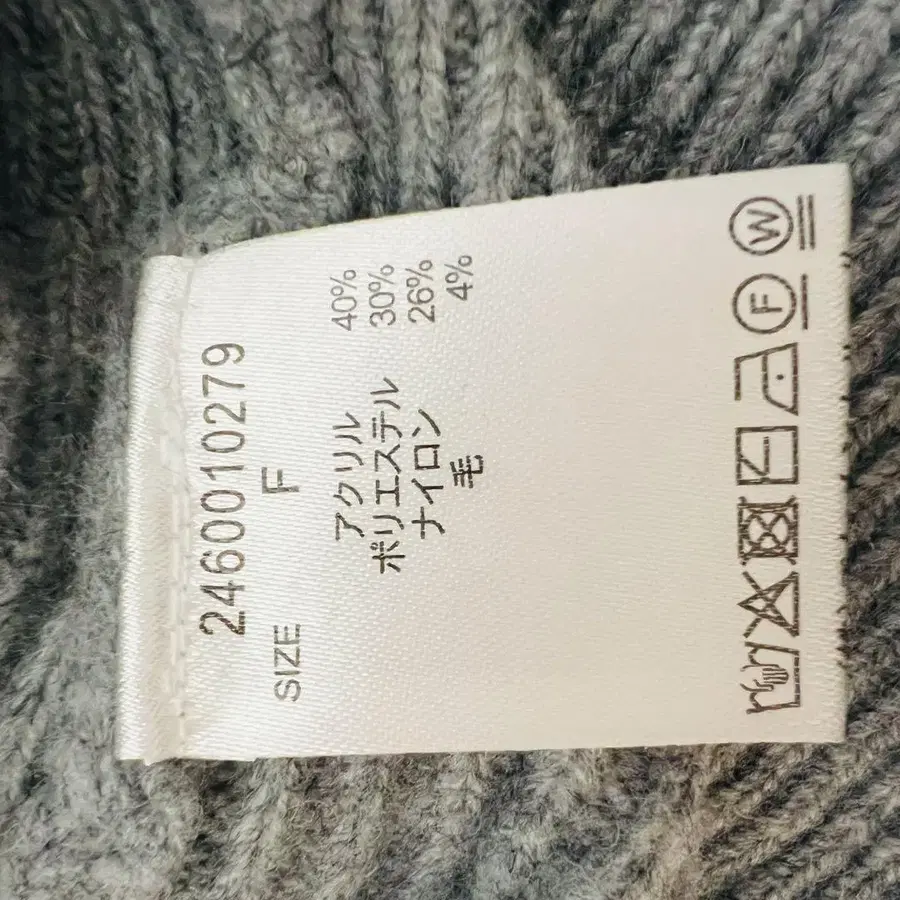 2460010279
SIZE F
アクリル 40%
ポリエステル 30%
ナイロン 26%
毛 4%
F W